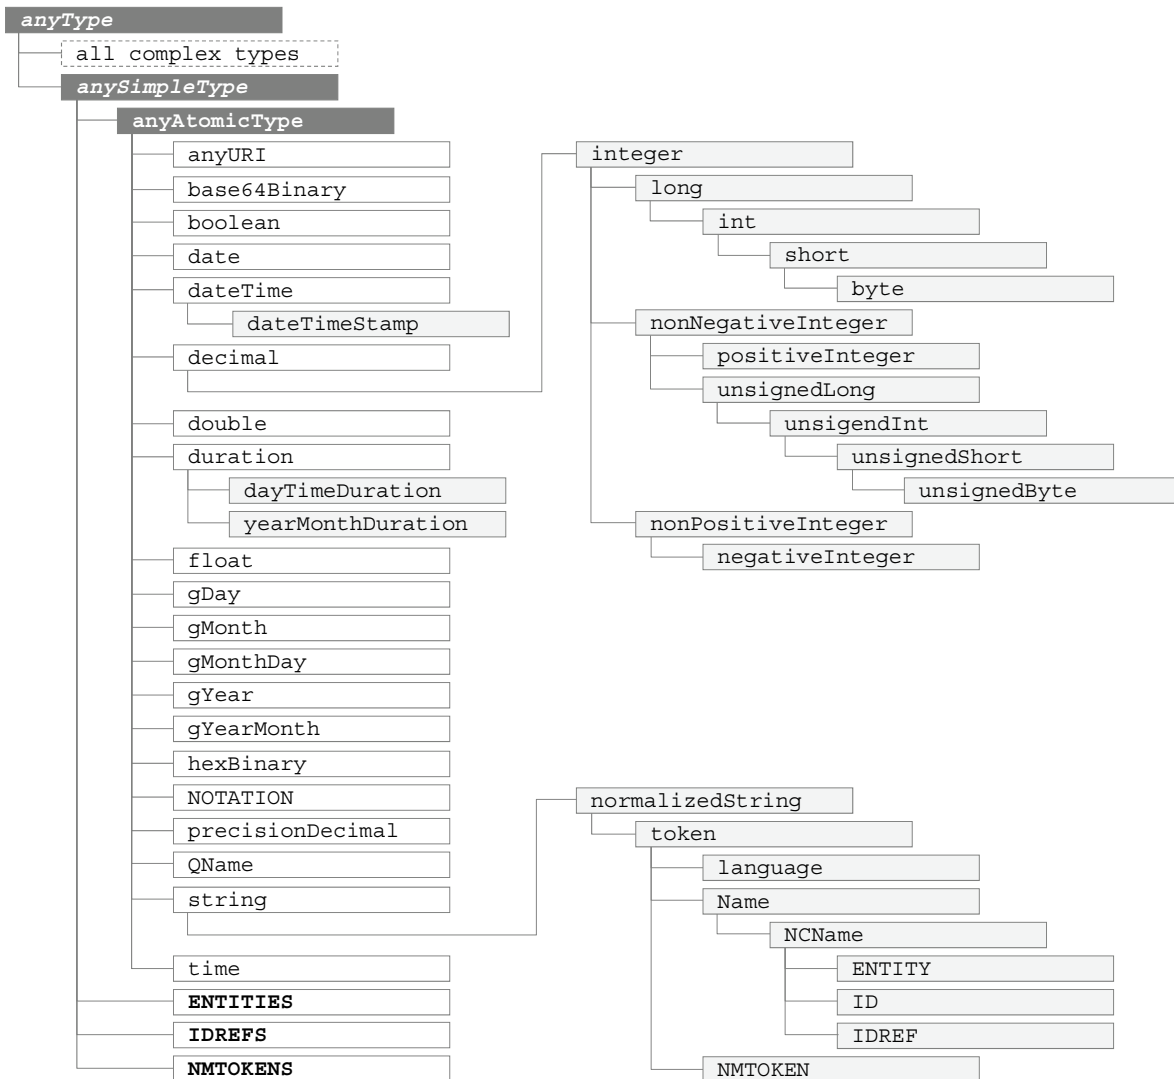 anyType
all complex types
anySimpleType
anyAtomicType
anyURI
base64Binary
boolean
date
dateTime
dateTimeStamp
decimal
integer
long
int
short
byte
nonNegativeInteger
positiveInteger
unsignedLong
unsigendInt
unsignedShort
unsignedByte
nonPositiveInteger
negativeInteger
double
duration
dayTimeDuration
yearMonthDuration
float
gDay
gMonth
gMonthDay
gYear
gYearMonth
hexBinary
NOTATION
precisionDecimal
QName
string
normalizedString
token
language
Name
NCName
ENTITY
ID
IDREF
NMTOKEN
time
ENTITIES
IDREFS
NMTOKENS